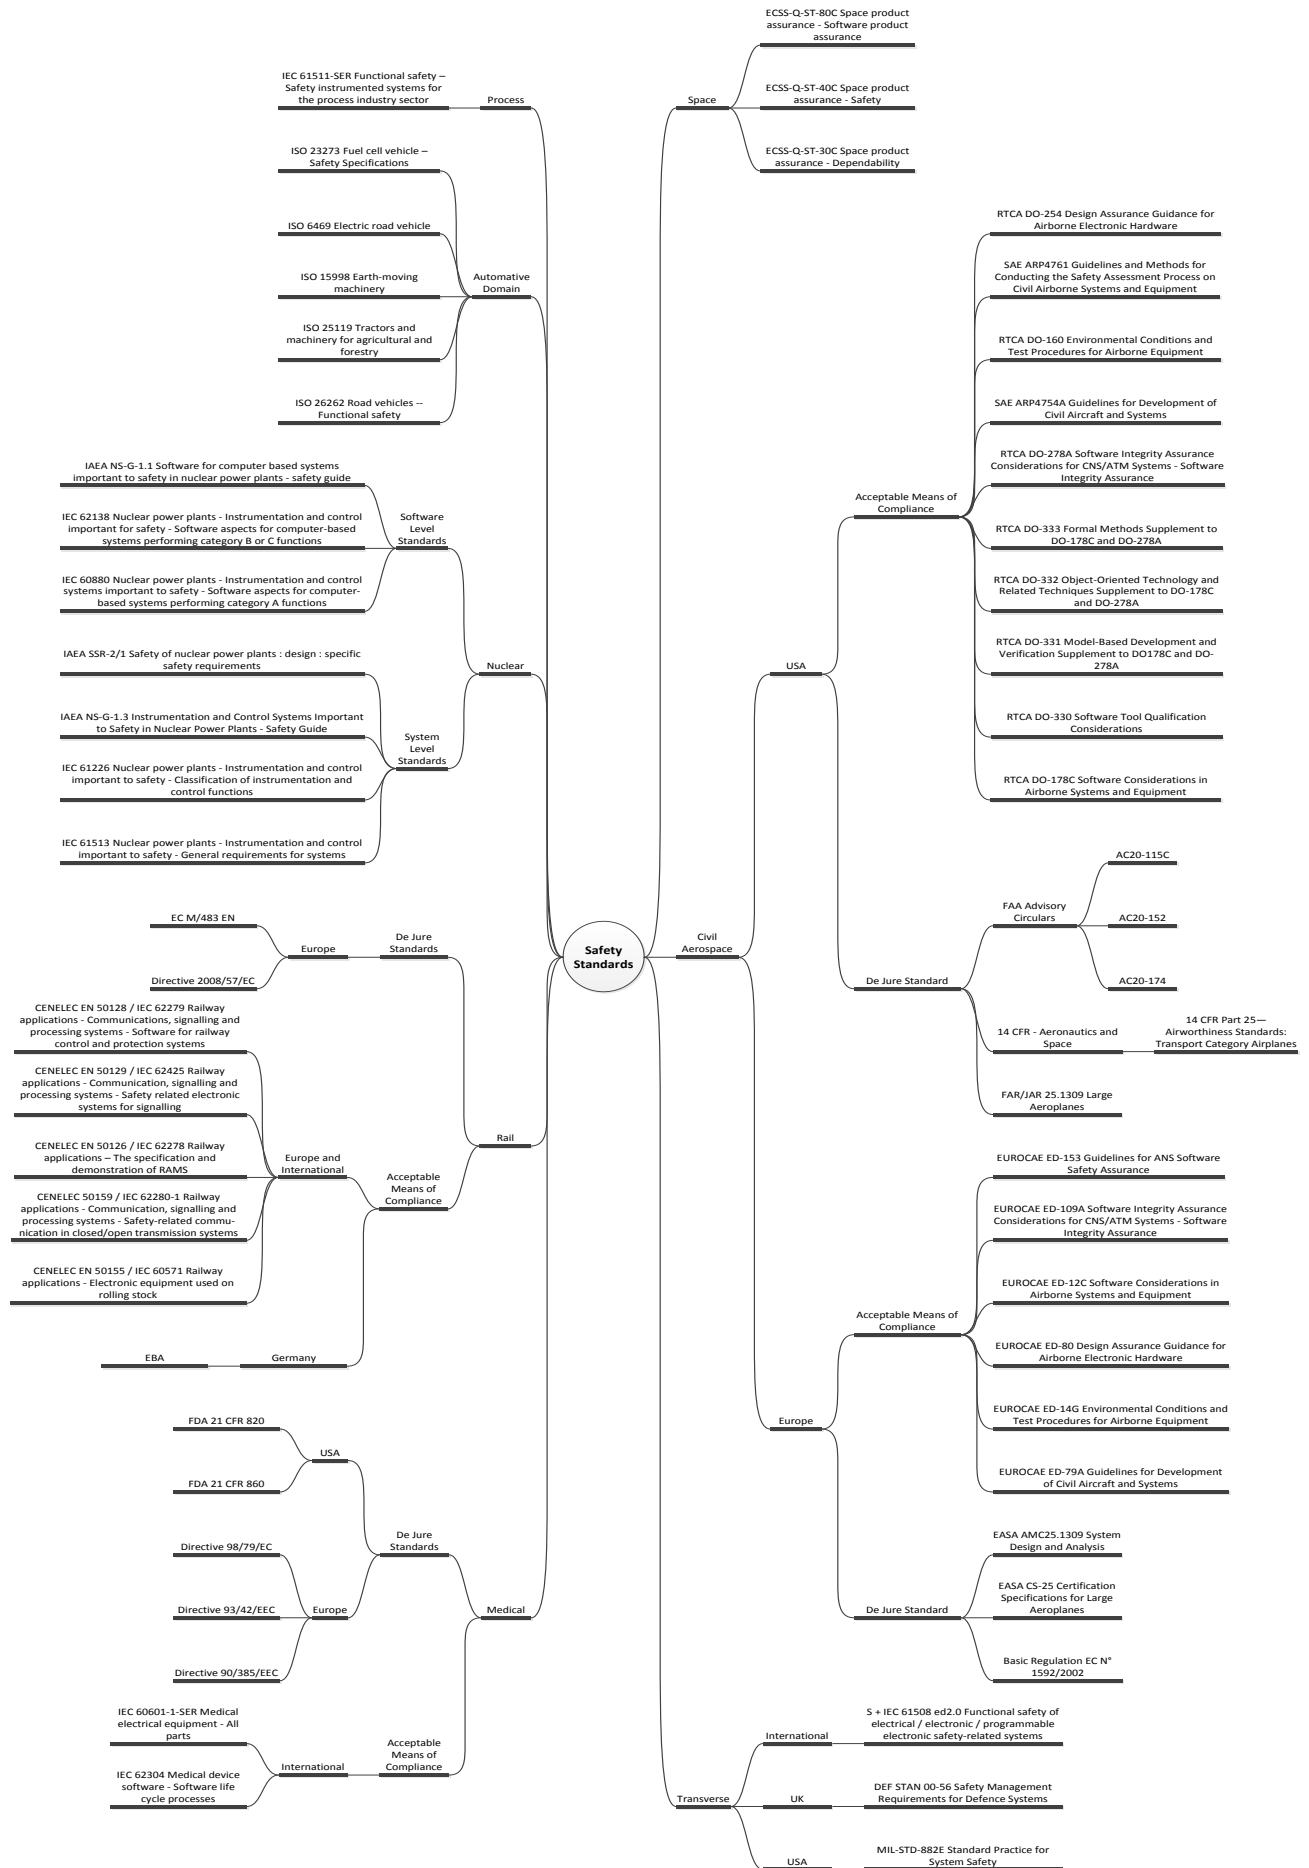 ECSS-Q-ST-80C Space product
assurance - Software product
assurance
IEC 61511-SER Functional safety –
Safety instrumented systems for
the process industry sector
Process
Space
ECSS-Q-ST-40C Space product
assurance - Safety
ECSS-Q-ST-30C Space product
assurance - Dependability
ISO 23273 Fuel cell vehicle –
Safety Specifications
ISO 6469 Electric road vehicle
ISO 15998 Earth-moving
machinery
Automative
Domain
ISO 25119 Tractors and
machinery for agricultural and
forestry
ISO 26262 Road vehicles --
Functional safety
RTCA DO-254 Design Assurance Guidance for
Airborne Electronic Hardware
SAE ARP4761 Guidelines and Methods for
Conducting the Safety Assessment Process on
Civil Airborne Systems and Equipment
RTCA DO-160 Environmental Conditions and
Test Procedures for Airborne Equipment
SAE ARP4754A Guidelines for Development of
Civil Aircraft and Systems
RTCA DO-278A Software Integrity Assurance
Considerations for CNS/ATM Systems - Software
Integrity Assurance
Acceptable Means of
Compliance
RTCA DO-333 Formal Methods Supplement to
DO-178C and DO-278A
RTCA DO-332 Object-Oriented Technology and
Related Techniques Supplement to DO-178C
and DO-278A
RTCA DO-331 Model-Based Development and
Verification Supplement to DO178C and DO-
278A
USA
RTCA DO-330 Software Tool Qualification
Considerations
RTCA DO-178C Software Considerations in
Airborne Systems and Equipment
IAEA NS-G-1.1 Software for computer based systems
important to safety in nuclear power plants - safety guide
IEC 62138 Nuclear power plants - Instrumentation and control
important for safety - Software aspects for computer-based
systems performing category B or C functions
Software
Level
Standards
IEC 60880 Nuclear power plants - Instrumentation and control
systems important to safety - Software aspects for computer-
based systems performing category A functions
IAEA SSR-2/1 Safety of nuclear power plants : design : specific
safety requirements
Nuclear
IAEA NS-G-1.3 Instrumentation and Control Systems Important
to Safety in Nuclear Power Plants - Safety Guide
System
Level
Standards
IEC 61226 Nuclear power plants - Instrumentation and control
important to safety - Classification of instrumentation and
control functions
IEC 61513 Nuclear power plants - Instrumentation and control
important to safety - General requirements for systems
AC20-115C
FAA Advisory
Circulars
AC20-152
AC20-174
De Jure Standard
14 CFR - Aeronautics and
Space
14 CFR Part 25—
Airworthiness Standards:
Transport Category Airplanes
FAR/JAR 25.1309 Large
Aeroplanes
EC M/483 EN
Europe
De Jure
Standards
Directive 2008/57/EC
Safety
Standards
Civil
Aerospace
CENELEC EN 50128 / IEC 62279 Railway
applications - Communications, signalling and
processing systems - Software for railway
control and protection systems
CENELEC EN 50129 / IEC 62425 Railway
applications - Communication, signalling and
processing systems - Safety related electronic
systems for signalling
Rail
CENELEC EN 50126 / IEC 62278 Railway
applications – The specification and
demonstration of RAMS
Europe and
International
Acceptable
Means of
Compliance
CENELEC 50159 / IEC 62280-1 Railway
applications - Communication, signalling and
processing systems - Safety-related commu-
nication in closed/open transmission systems
CENELEC EN 50155 / IEC 60571 Railway
applications - Electronic equipment used on
rolling stock
EBA
Germany
EUROCAE ED-153 Guidelines for ANS Software
Safety Assurance
EUROCAE ED-109A Software Integrity Assurance
Considerations for CNS/ATM Systems - Software
Integrity Assurance
EUROCAE ED-12C Software Considerations in
Airborne Systems and Equipment
Acceptable Means of
Compliance
EUROCAE ED-80 Design Assurance Guidance for
Airborne Electronic Hardware
EUROCAE ED-14G Environmental Conditions and
Test Procedures for Airborne Equipment
Europe
EUROCAE ED-79A Guidelines for Development
of Civil Aircraft and Systems
EASA AMC25.1309 System
Design and Analysis
EASA CS-25 Certification
Specifications for Large
Aeroplanes
De Jure Standard
Basic Regulation EC N°
1592/2002
FDA 21 CFR 820
USA
FDA 21 CFR 860
De Jure
Standards
Directive 98/79/EC
Directive 93/42/EEC
Europe
Medical
Directive 90/385/EEC
IEC 60601-1-SER Medical
electrical equipment - All
parts
International
Acceptable
Means of
Compliance
IEC 62304 Medical device
software - Software life
cycle processes
International
S + IEC 61508 ed2.0 Functional safety of
electrical / electronic / programmable
electronic safety-related systems
Transverse
UK
DEF STAN 00-56 Safety Management
Requirements for Defence Systems
USA
MIL-STD-882E Standard Practice for
System Safety